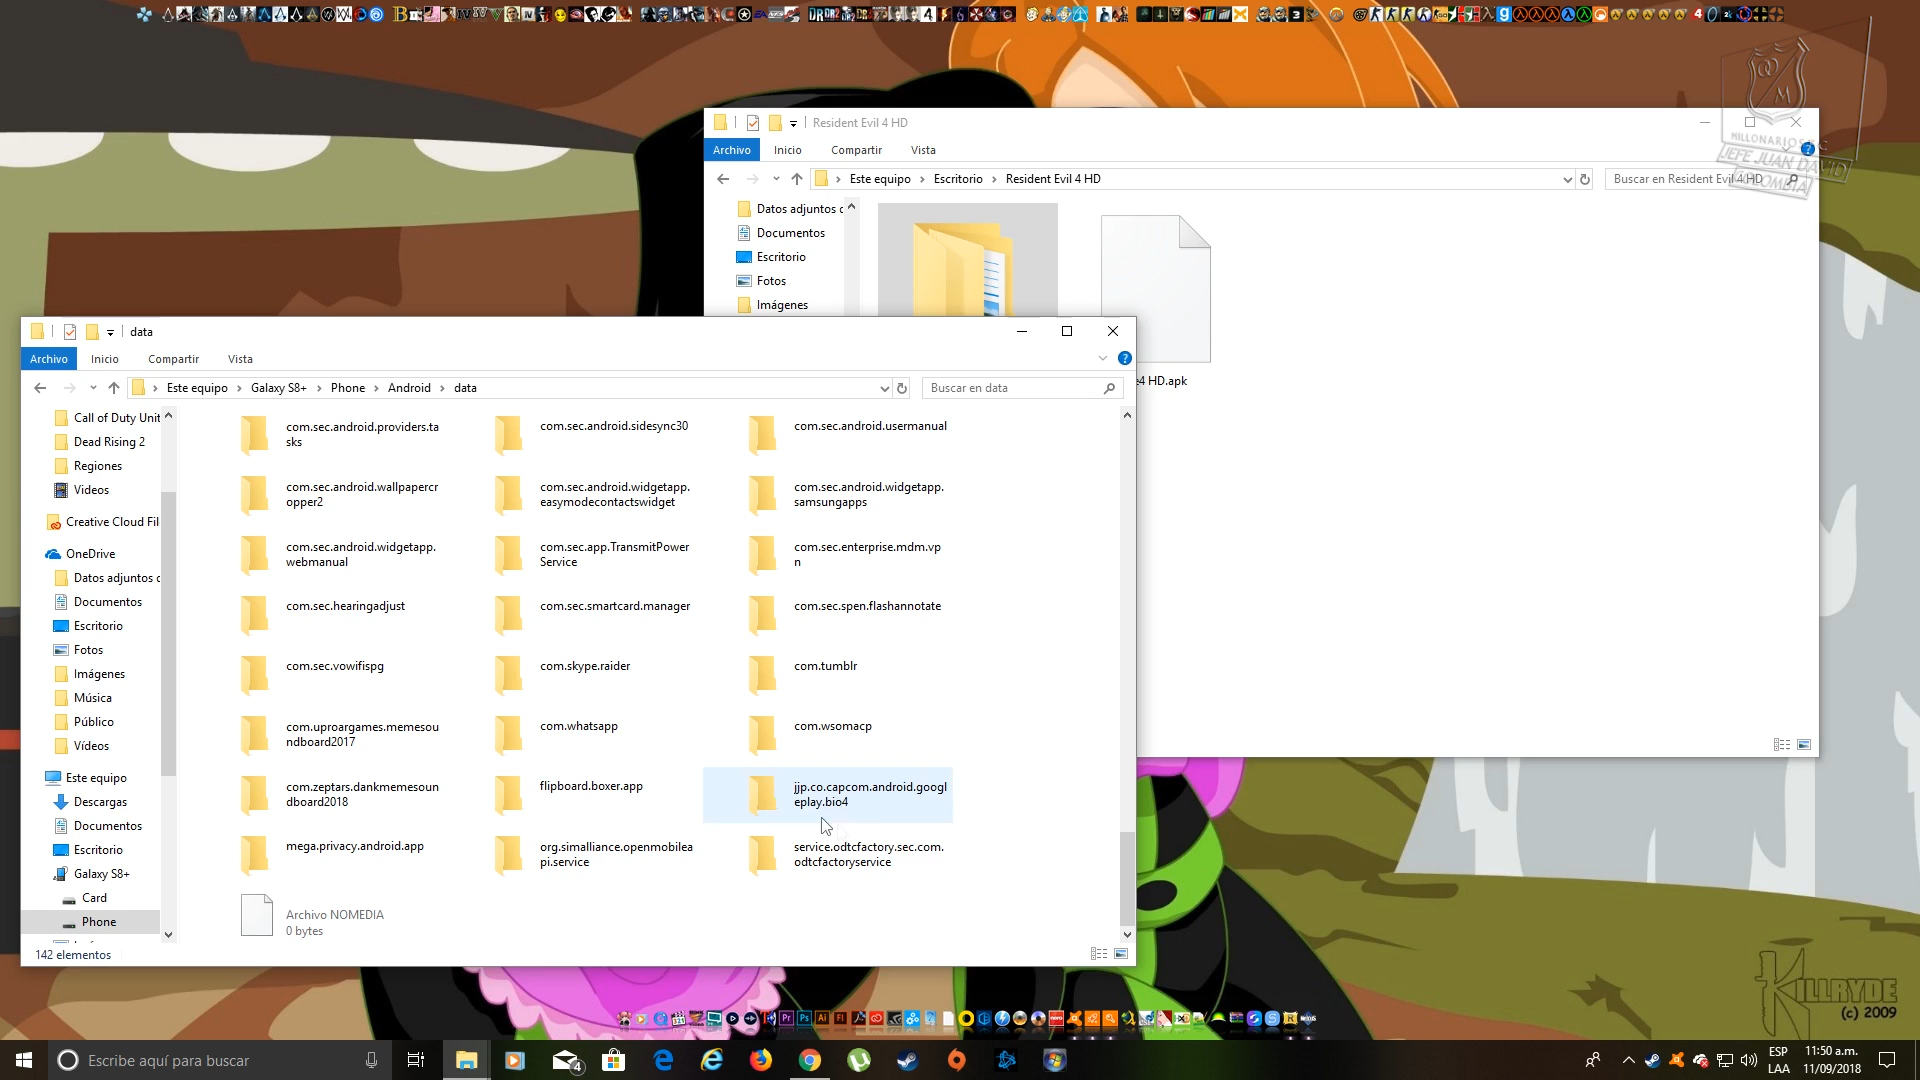 Resident Evil 4 HD
Archivo
Inicio
Compartir
Vista
Este equipo
Escritorio
Resident Evil 4 HD
Buscar en Resident Evil 4 HD
Datos adjuntos
Documentos
Escritorio
Fotos
Imágenes
4 HD.apk
MILLONARIOS F.C
JEFE JUAN DAVID
KOLOMBIA
data
Archivo
Inicio
Compartir
Vista
Este equipo
Galaxy S8+
Phone
Android
data
Buscar en data
Call of Duty Unit
Dead Rising 2
Regiones
Videos
Creative Cloud Fil
OneDrive
Datos adjuntos
Documentos
Escritorio
Fotos
Imágenes
Música
Público
Vídeos
Este equipo
Descargas
Documentos
Escritorio
Galaxy S8+
Card
Phone
com.sec.android.providers.ta
sks
com.sec.android.sidesync30
com.sec.android.usermanual
com.sec.android.wallpapercr
opper2
com.sec.android.widgetapp.
easymodecontactswidget
com.sec.android.widgetapp.
samsungapps
com.sec.android.widgetapp.
webmanual
com.sec.app.TransmitPower
Service
com.sec.enterprise.mdm.vp
n
com.sec.hearingadjust
com.sec.smartcard.manager
com.sec.spen.flashannotate
com.sec.vowifispg
com.skype.raider
com.tumblr
com.uproargames.memesou
ndboard2017
com.whatsapp
com.wsomacp
com.zeptars.dankmemesoun
dboard2018
flipboard.boxer.app
jjp.co.capcom.android.googl
eplay.bio4
mega.privacy.android.app
org.simalliance.openmobilea
pi.service
service.odtcfactory.sec.com.
odtcfactoryservice
Archivo NOMEDIA
0 bytes
142 elementos
KILLRYDE
(c) 2009
Escribe aquí para buscar
4
ESP
LAA
11:50 a.m.
11/09/2018